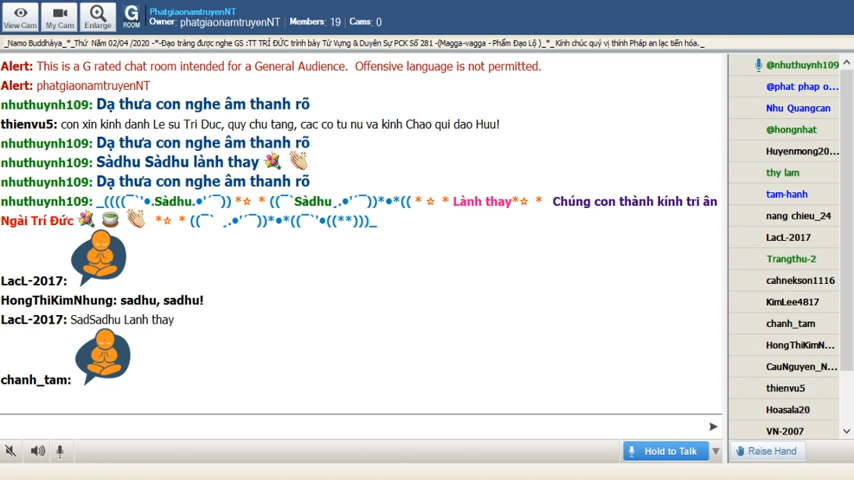 View Cam
My Cam
Enlarge
G
ROOM
PhatgiaonamtruyenNT
Owner: phatgiaonamtruyenNT | Members: 19 | Cams: 0
_Namo Buddhàya_*_Thứ Năm 02/04 /2020 -*-Đạo tràng được nghe GS :TT TRÍ ĐỨC trình bày Từ Vựng & Duyên Sự PCK Số 281 -(Magga-vagga - Phẩm Đạo Lộ )_*_ Kính chúc quý vị thính Pháp an lạc tiến hóa._
Alert: This is a G rated chat room intended for a General Audience. Offensive language is not permitted.
Alert: phatgiaonamtruyenNT
nhuthuynh109: Dạ thưa con nghe âm thanh rõ
thienvu5: con xin kinh danh Le su Tri Duc, quy chu tang, cac co tu nu va kinh Chao qui dao Huu!
nhuthuynh109: Dạ thưa con nghe âm thanh rõ
nhuthuynh109: Sàdhu Sàdhu lành thay 💐 👏
nhuthuynh109: Dạ thưa con nghe âm thanh rõ
nhuthuynh109: _((((¯`'•.Sàdhu.•'´¯)) *☆ * ((¯`Sàdhu¸.•'´¯))*•*(( * ☆ * Lành thay*☆ * Chúng con thành kính tri ân
Ngài Trí Đức 💐 🍵 👏 *☆ * ((¯` ¸.•'´¯))*•*((¯`'•((**)))_
LacL-2017:
HongThiKimNhung: sadhu, sadhu!
LacL-2017: SadSadhu Lanh thay
chanh_tam:
Hold to Talk
@nhuthuynh109
@phat phap o...
Nhu Quangcan
@hongnhat
Huyenmong20...
thy lam
tam-hanh
nang chieu_24
LacL-2017
Trangthu-2
cahnekson1116
KimLee4817
chanh_tam
HongThiKimN...
CauNguyen_N...
thienvu5
Hoasala20
VN-2007
Raise Hand